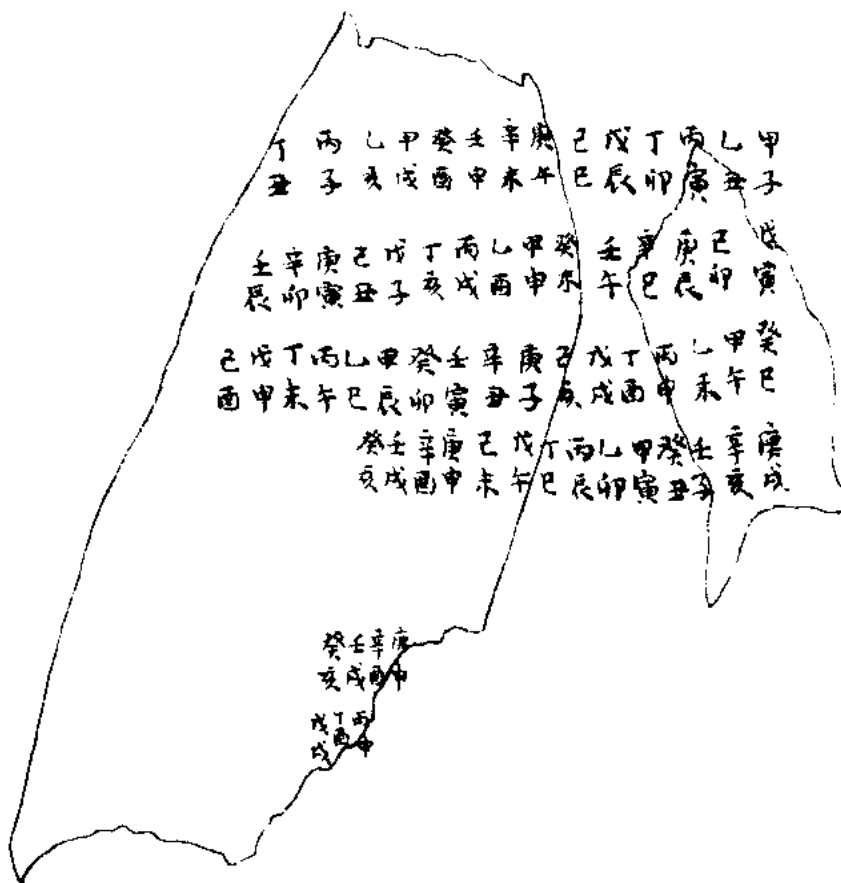 甲子 乙丑 丙寅 丁卯 戊辰 己巳 庚午 辛未 壬申 癸酉 甲戌 乙亥 丙子 丁丑
戊寅 己卯 庚辰 辛巳 壬午 癸未 甲申 乙酉 丙戌 丁亥 戊子 己丑 庚寅 辛卯 壬辰
癸巳 甲午 乙未 丙申 丁酉 戊戌 己亥 庚子 辛丑 壬寅 癸卯 甲辰 乙巳 丙午 丁未 戊申 己酉
庚戌 辛亥 壬子 癸丑 甲寅 乙卯 丙辰 丁巳 戊午 己未 庚申 辛酉 壬戌 癸亥
庚申 辛酉 壬戌 癸亥
丙申 丁酉 戊戌